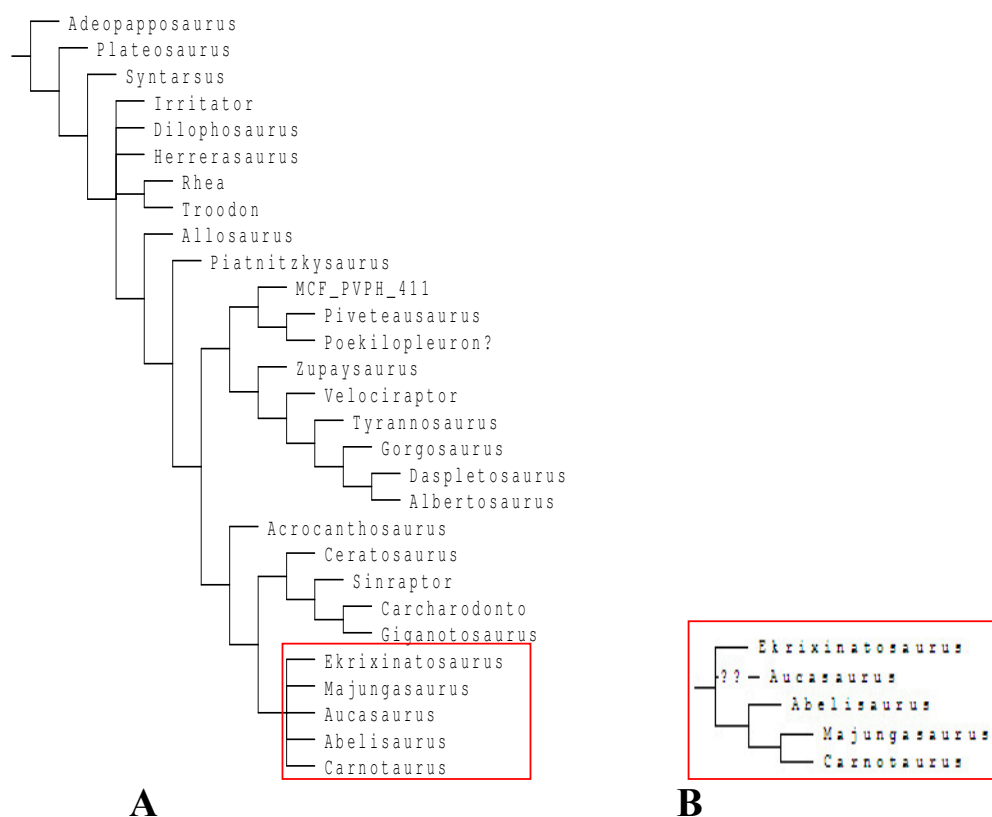 Adeopapposaurus
Plateosaurus
Syntarsus
Irritator
Dilophosaurus
Herrerasaurus
Rhea
Troodon
Allosaurus
Piatnitzkysaurus
MCF_PVPH_411
Piveteausaurus
Poekilopleuron?
Zupaysaurus
Velociraptor
Tyrannosaurus
Gorgosaurus
Daspletosaurus
Albertosaurus
Acrocanthosaurus
Ceratosaurus
Sinraptor
Carcharodonto
Giganotosaurus
Ekrixinatosaurus
Majungasaurus
Aucasaurus
Abelisaurus
Carnotaurus
A
Ekrixinatosaurus
?? Aucasaurus
Abelisaurus
Majungasaurus
Carnotaurus
B